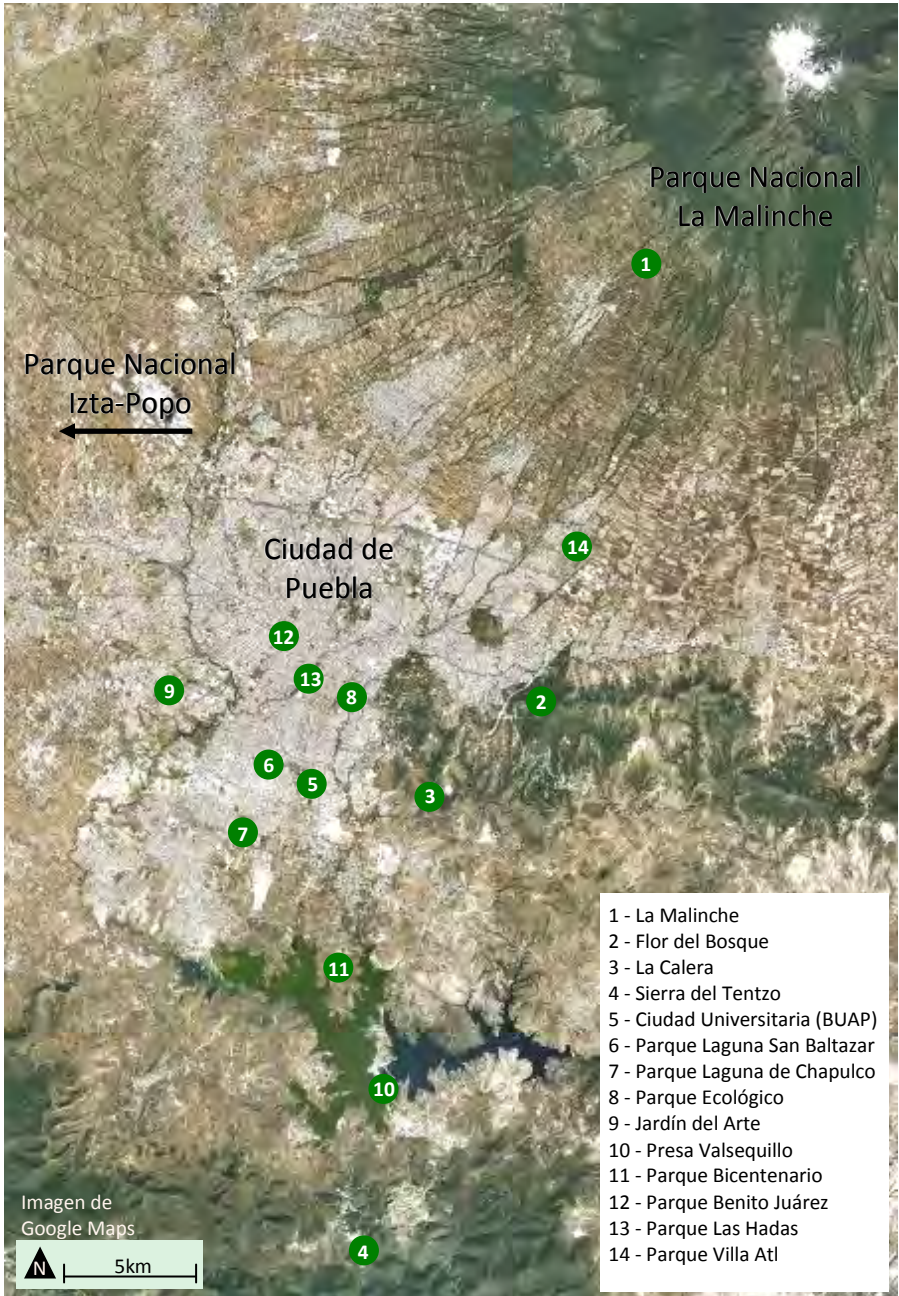 Parque Nacional
La Malinche
1
Parque Nacional
Izta-Popo
Ciudad de
Puebla
14
12
13
9
8
2
6
5
3
7
11
10
4
1 - La Malinche
2 - Flor del Bosque
3 - La Calera
4 - Sierra del Tentzo
5 - Ciudad Universitaria (BUAP)
6 - Parque Laguna San Baltazar
7 - Parque Laguna de Chapulco
8 - Parque Ecológico
9 - Jardín del Arte
10 - Presa Valsequillo
11 - Parque Bicentenario
12 - Parque Benito Juárez
13 - Parque Las Hadas
14 - Parque Villa Atl
Imagen de
Google Maps
N
5km